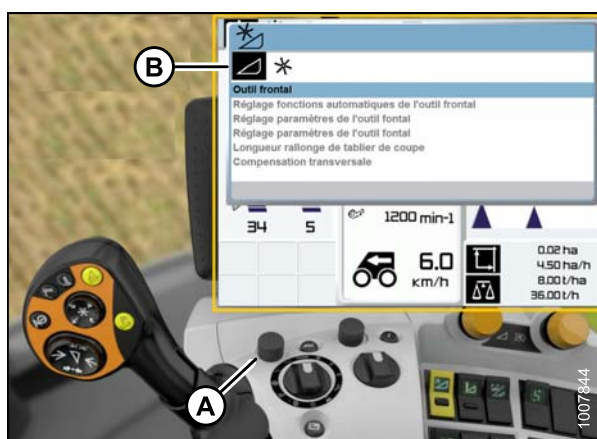 B
Outil frontal
Réglage fonctions automatiques de l'outil frontal
Réglage paramètres de l'outil fontal
Réglage paramètres de l'outil fontal
Longueur rallonge de tablier de coupe
Compensation transversale
34
5
1200 min-1
6.0
км/h
0.02 ha
4.50 ha/h
8.00 t/ha
36.00 t/h
A
1007844